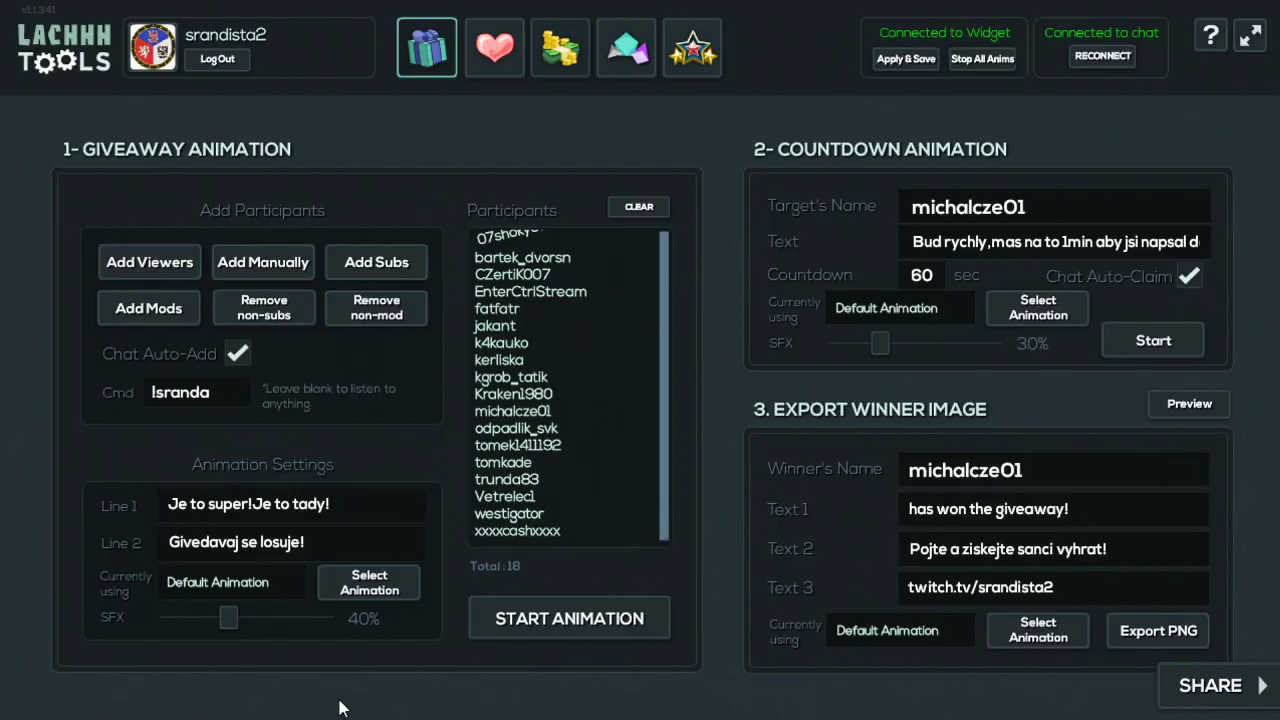 v1.1.341
LACHHH
TOOLS
srandista2
Log Out
Connected to Widget
Apply & Save
Stop All Anims
Connected to chat
RECONNECT
?
1- GIVEAWAY ANIMATION
Add Participants
Add Viewers
Add Manually
Add Subs
Add Mods
Remove
non-subs
Remove
non-mod
Chat Auto-Add
Cmd
!sranda
*Leave blank to listen to
anything
Animation Settings
Line 1
Je to super!Je to tady!
Line 2
Givedavaj se losuje!
Currently
using
Default Animation
Select
Animation
SFX
40%
Participants
CLEAR
bartek_dvorsn
CZertiK007
EnterCtrlStream
fatfatr
jakant
k4kauko
kerliska
kgrob_tatik
Kraken1980
michalcze01
odpadlik_svk
tomek1411192
tomkade
trunda83
Vetrelec1
westigator
xxxxcashxxxx
Total : 18
START ANIMATION
2- COUNTDOWN ANIMATION
Target's Name
michalcze01
Text
Bud rychly,mas na to 1min aby jsi napsal d
Countdown
60
sec
Chat Auto-Claim
Currently
using
Default Animation
Select
Animation
SFX
30%
Start
3. EXPORT WINNER IMAGE
Preview
Winner's Name
michalcze01
Text 1
has won the giveaway!
Text 2
Pojte a ziskejte sanci vyhrat!
Text 3
twitch.tv/srandista2
Currently
using
Default Animation
Select
Animation
Export PNG
SHARE